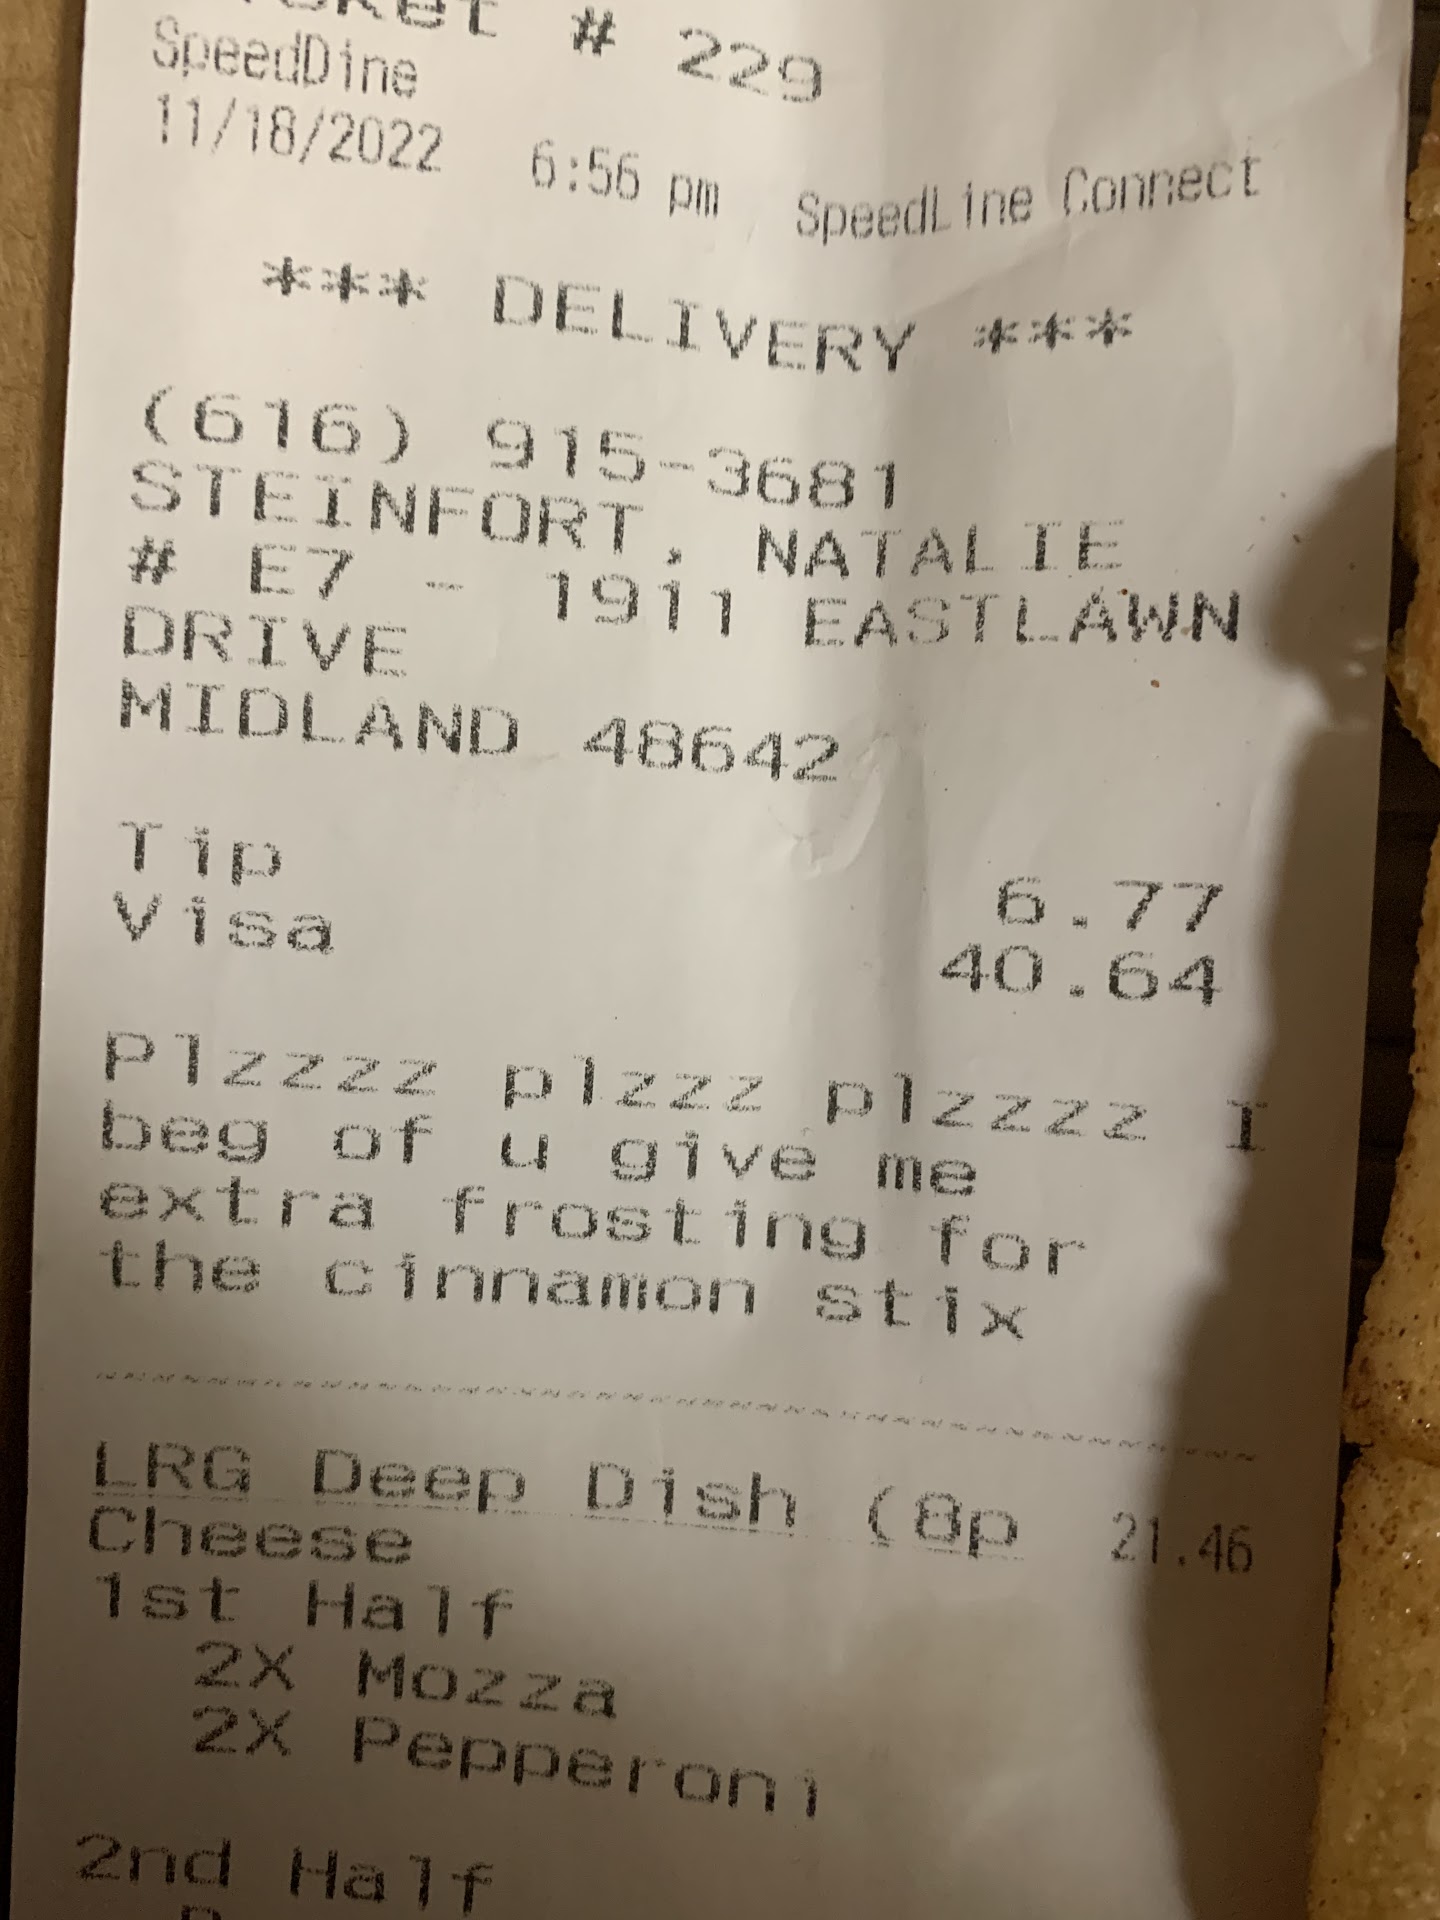 Ticket # 229
SpeedDine
11/18/2022 6:56 pm SpeedLine Connect
*** DELIVERY ***
(616) 915-3681
STEINFORT, NATALIE
# E7 - 1911 EASTLAWN
DRIVE
MIDLAND 48642
Tip 6.77
Visa 40.64
Plzzzz plzzz plzzzz I
beg of u give me
extra frosting for
the cinnamon stix
LRG Deep Dish (8p 21.46
Cheese
1st Half
2X Mozza
2X Pepperoni
2nd Half